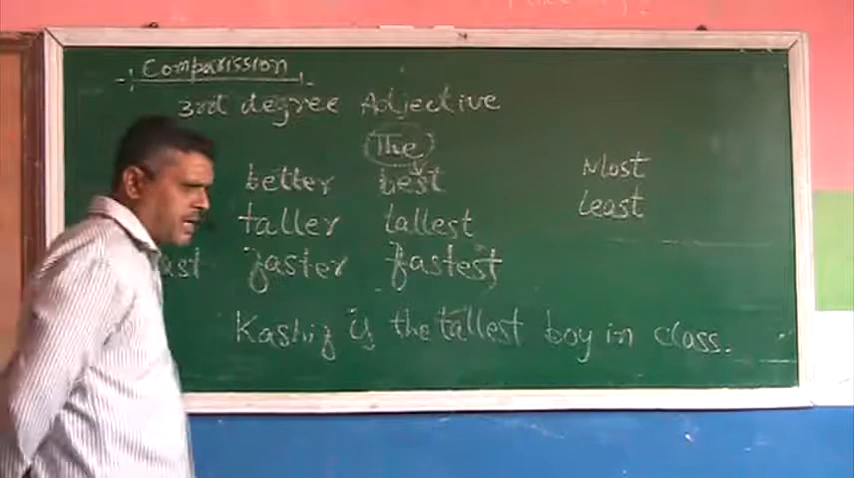 Comparission
3rd degree Adjective
The
better best Most
taller tallest least
ast faster fastest
Kashif is the tallest boy in class.